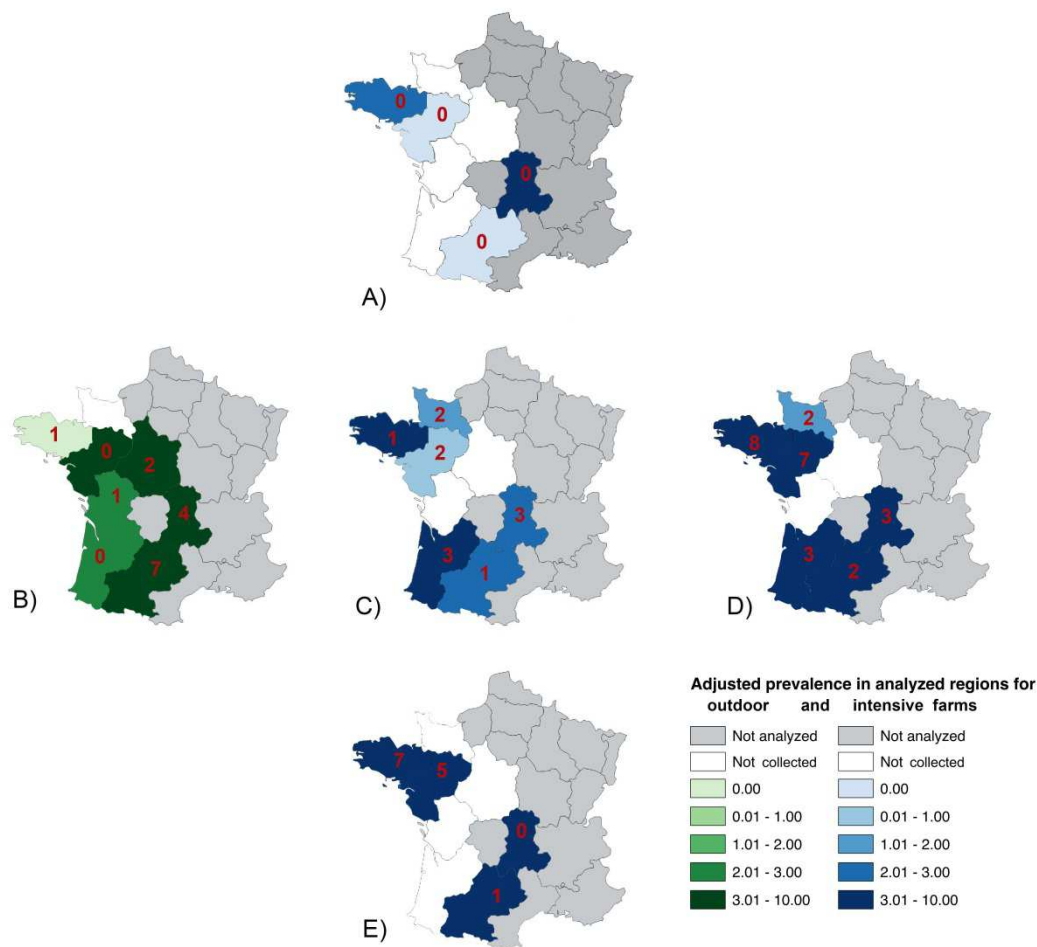 0
0
0
0
A)
1
0
2
1
4
0
7
B)
2
1
2
3
3
1
C)
2
8
7
3
3
2
D)
7
5
0
1
E)
Adjusted prevalence in analyzed regions for
outdoor and intensive farms
Not analyzed Not analyzed
Not collected Not collected
0.00 0.00
0.01 - 1.00 0.01 - 1.00
1.01 - 2.00 1.01 - 2.00
2.01 - 3.00 2.01 - 3.00
3.01 - 10.00 3.01 - 10.00